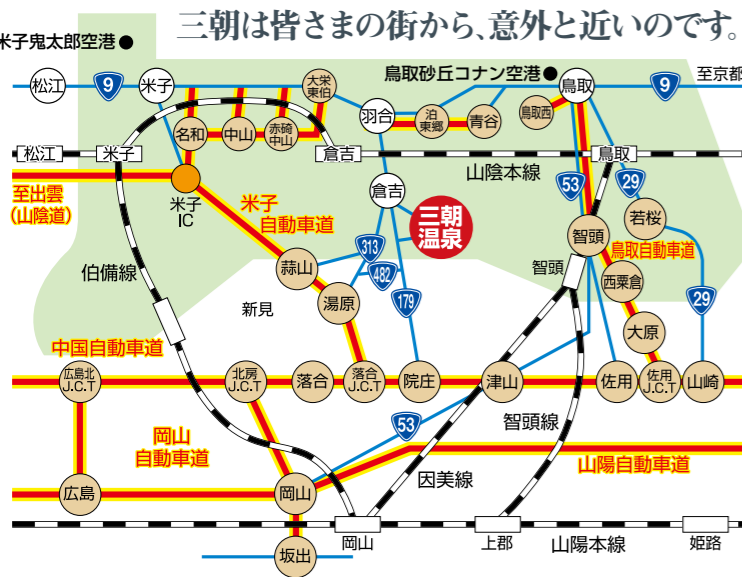 三朝は皆さまの街から、意外と近いのです。
米子鬼太郎空港●
鳥取砂丘コナン空港●
松江
9
米子
大栄
東伯
鳥取
9
至京都
名和
中山
赤碕
中山
羽合
泊
東郷
青谷
鳥取西
松江
米子
倉吉
山陰本線
鳥取
至出雲
(山陰道)
米子
IC
米子
自動車道
倉吉
三朝
温泉
53
29
若桜
智頭
鳥取自動車道
313
482
179
蒜山
湯原
智頭
西粟倉
大原
29
伯備線
新見
中国自動車道
広島北
J.C.T
北房
J.C.T
落合
落合
J.C.T
院庄
津山
佐用
佐用
J.C.T
山崎
53
智頭線
岡山
自動車道
因美線
山陽自動車道
広島
岡山
岡山
上郡
山陽本線
姫路
坂出